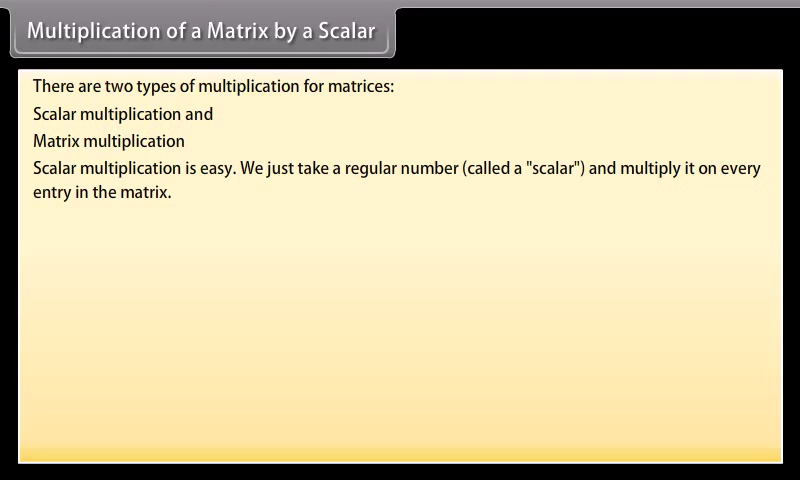 Multiplication of a Matrix by a Scalar
There are two types of multiplication for matrices:
Scalar multiplication and
Matrix multiplication
Scalar multiplication is easy. We just take a regular number (called a "scalar") and multiply it on every
entry in the matrix.